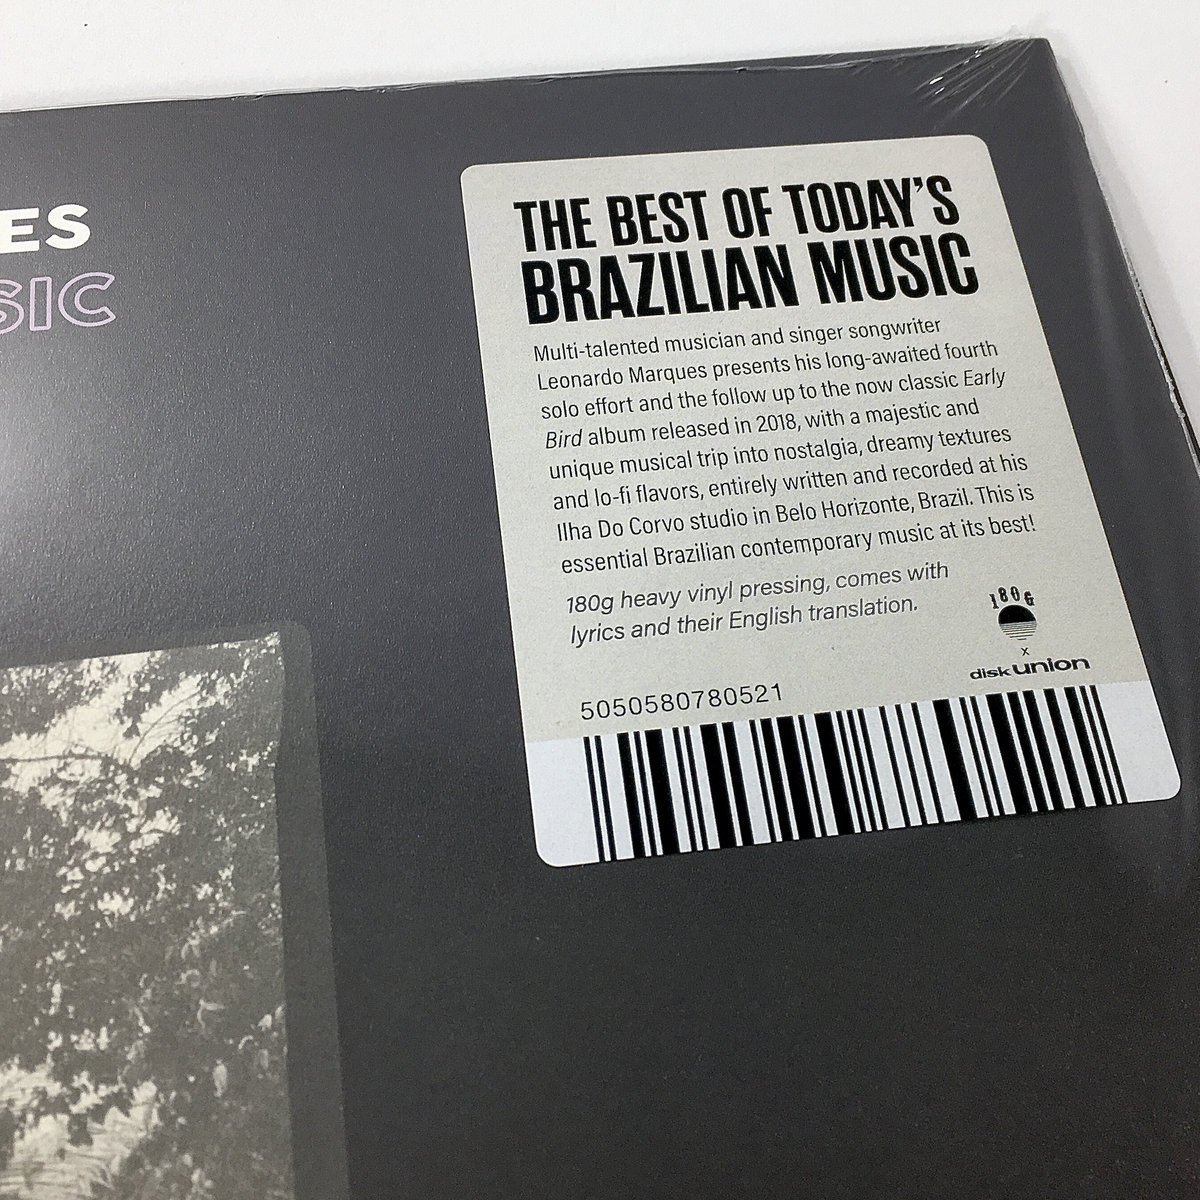 ES
SIC
THE BEST OF TODAY'S
BRAZILIAN MUSIC
Multi-talented musician and singer songwriter
Leonardo Marques presents his long-awaited fourth
solo effort and the follow up to the now classic Early
Bird album released in 2018, with a majestic and
unique musical trip into nostalgia, dreamy textures
and lo-fi flavors, entirely written and recorded at his
Ilha Do Corvo studio in Belo Horizonte, Brazil. This is
essential Brazilian contemporary music at its best!
180g heavy vinyl pressing, comes with
lyrics and their English translation.
180G
x
disk union
5050580780521